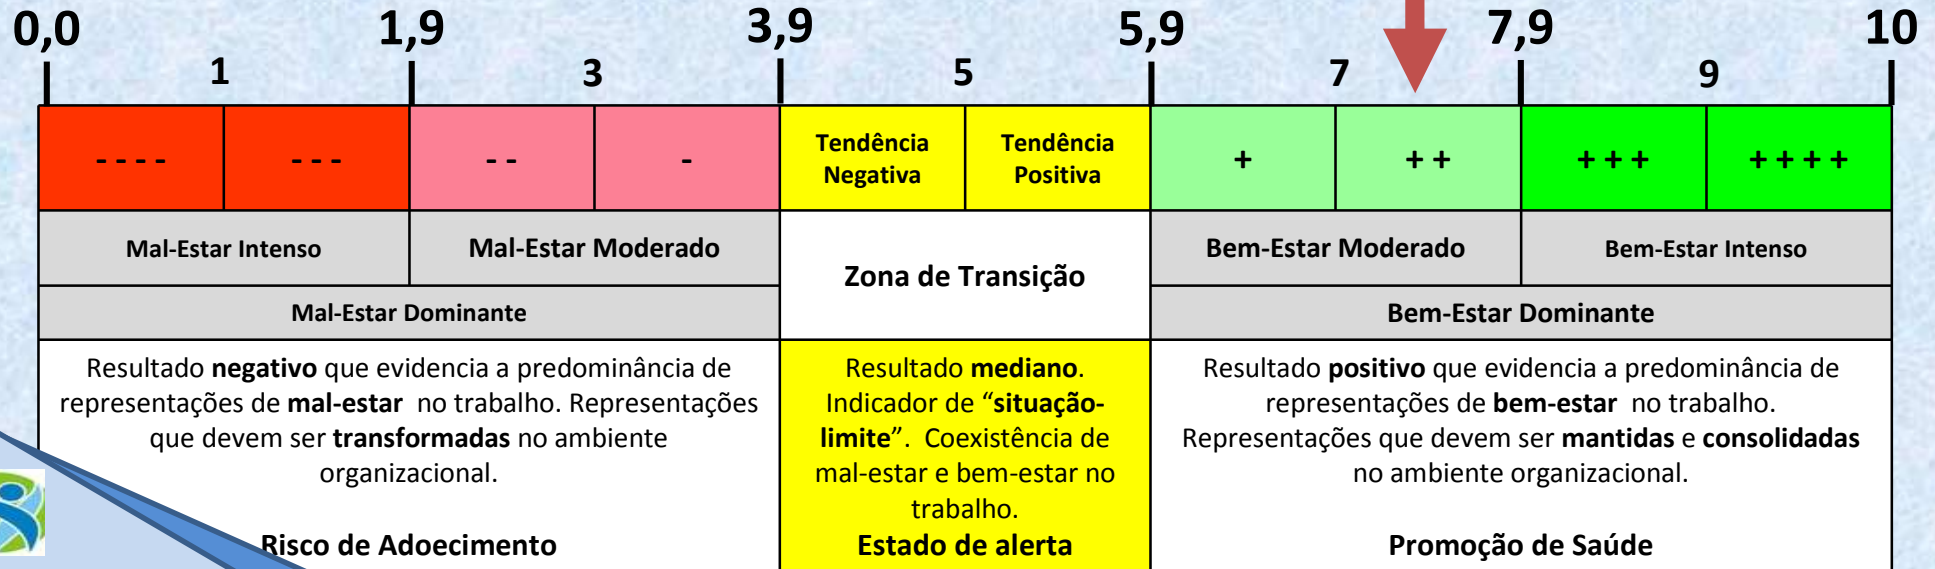 0,0 1,9 3,9 5,9 7,9 10
1 3 5 7 9
- - - - - - - - - - Tendência Negativa Tendência Positiva + + + + + + + + + +
Mal-Estar Intenso Mal-Estar Moderado Zona de Transição Bem-Estar Moderado Bem-Estar Intenso
Mal-Estar Dominante Bem-Estar Dominante
Resultado negativo que evidencia a predominância de
representações de mal-estar no trabalho. Representações
que devem ser transformadas no ambiente
organizacional.
Risco de Adoecimento
Resultado mediano.
Indicador de “situação-
limite”. Coexistência de
mal-estar e bem-estar no
trabalho.
Estado de alerta
Resultado positivo que evidencia a predominância de
representações de bem-estar no trabalho.
Representações que devem ser mantidas e consolidadas
no ambiente organizacional.
Promoção de Saúde